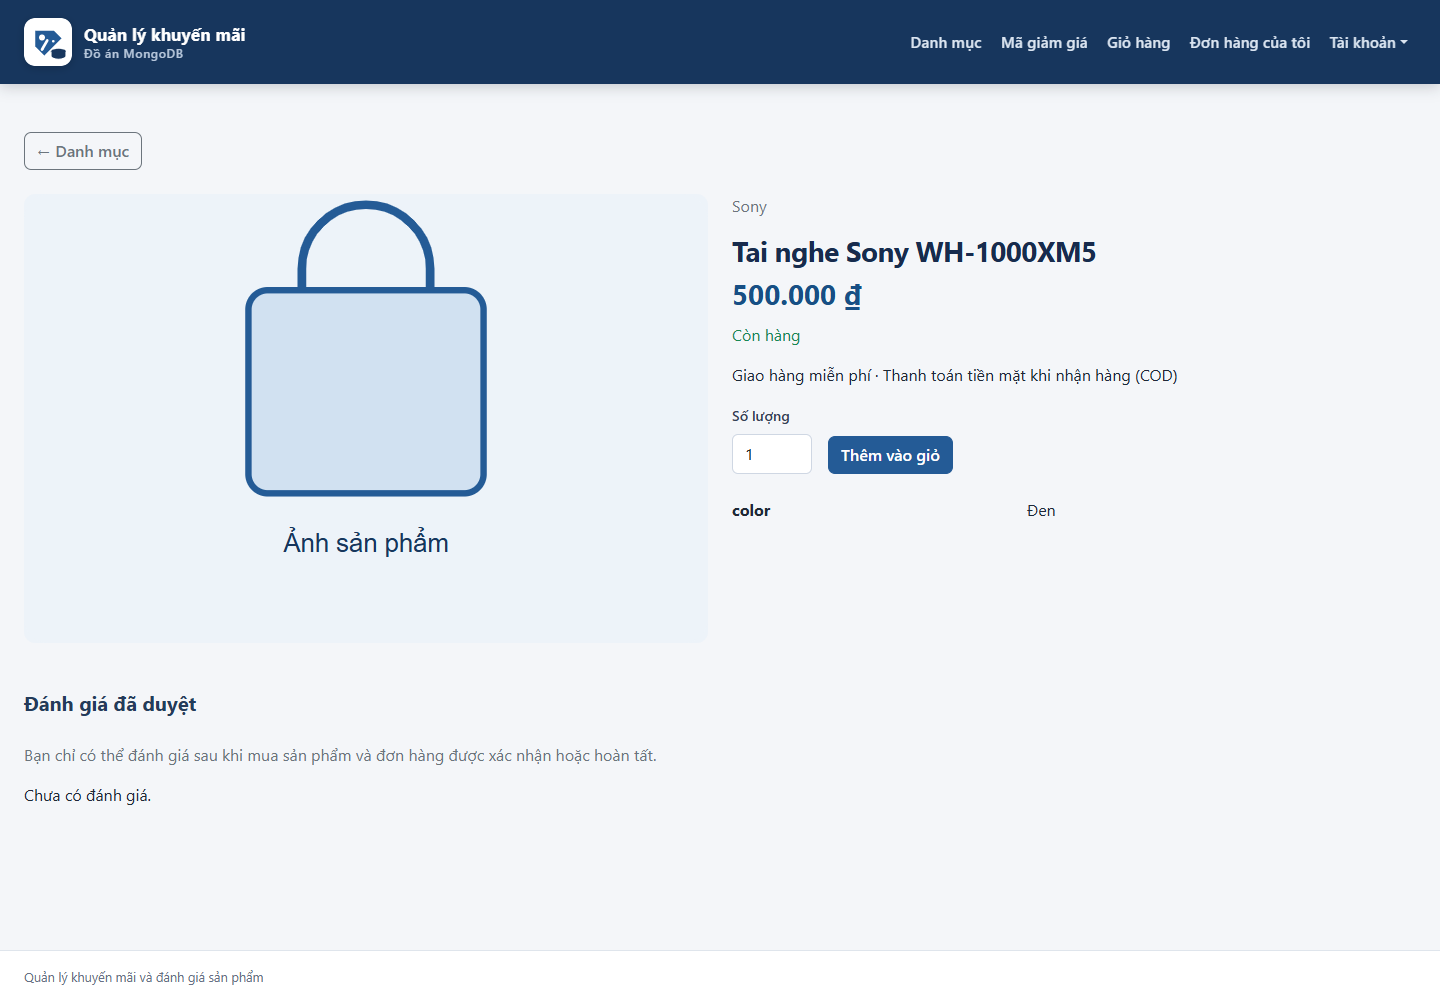 Quản lý khuyến mãi
Đồ án MongoDB
Danh mục
Mã giảm giá
Giỏ hàng
Đơn hàng của tôi
Tài khoản
← Danh mục
Ảnh sản phẩm
Sony
Tai nghe Sony WH-1000XM5
500.000 ₫
Còn hàng
Giao hàng miễn phí · Thanh toán tiền mặt khi nhận hàng (COD)
Số lượng
1
Thêm vào giỏ
color Đen
Đánh giá đã duyệt
Bạn chỉ có thể đánh giá sau khi mua sản phẩm và đơn hàng được xác nhận hoặc hoàn tất.
Chưa có đánh giá.
Quản lý khuyến mãi và đánh giá sản phẩm